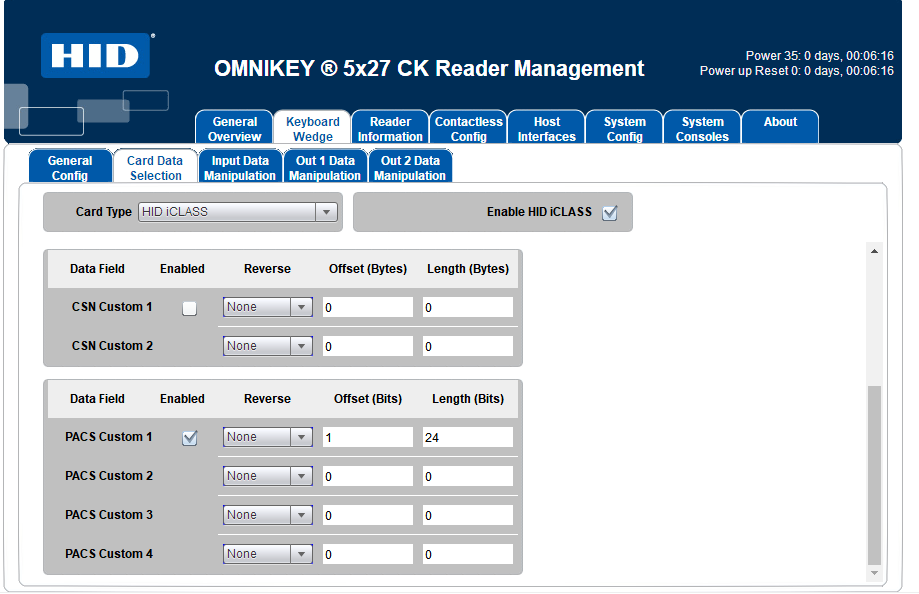 HID®
OMNIKEY ® 5x27 CK Reader Management
Power 35: 0 days, 00:06:16
Power up Reset 0: 0 days, 00:06:16
General Overview
Keyboard Wedge
Reader Information
Contactless Config
Host Interfaces
System Config
System Consoles
About
General Config
Card Data Selection
Input Data Manipulation
Out 1 Data Manipulation
Out 2 Data Manipulation
Card Type HID iCLASS
Enable HID iCLASS
Data Field Enabled Reverse Offset (Bytes) Length (Bytes)
CSN Custom 1 None 0 0
CSN Custom 2 None 0 0
Data Field Enabled Reverse Offset (Bits) Length (Bits)
PACS Custom 1 None 1 24
PACS Custom 2 None 0 0
PACS Custom 3 None 0 0
PACS Custom 4 None 0 0